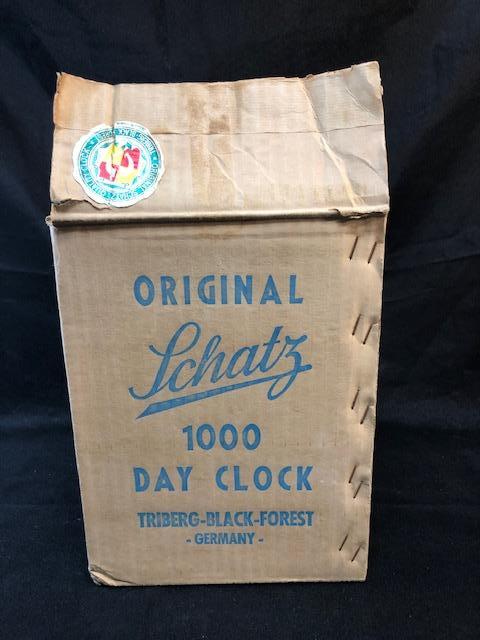 ORIGINAL
Schatz
1000
DAY CLOCK
TRIBERG-BLACK-FOREST
- GERMANY -